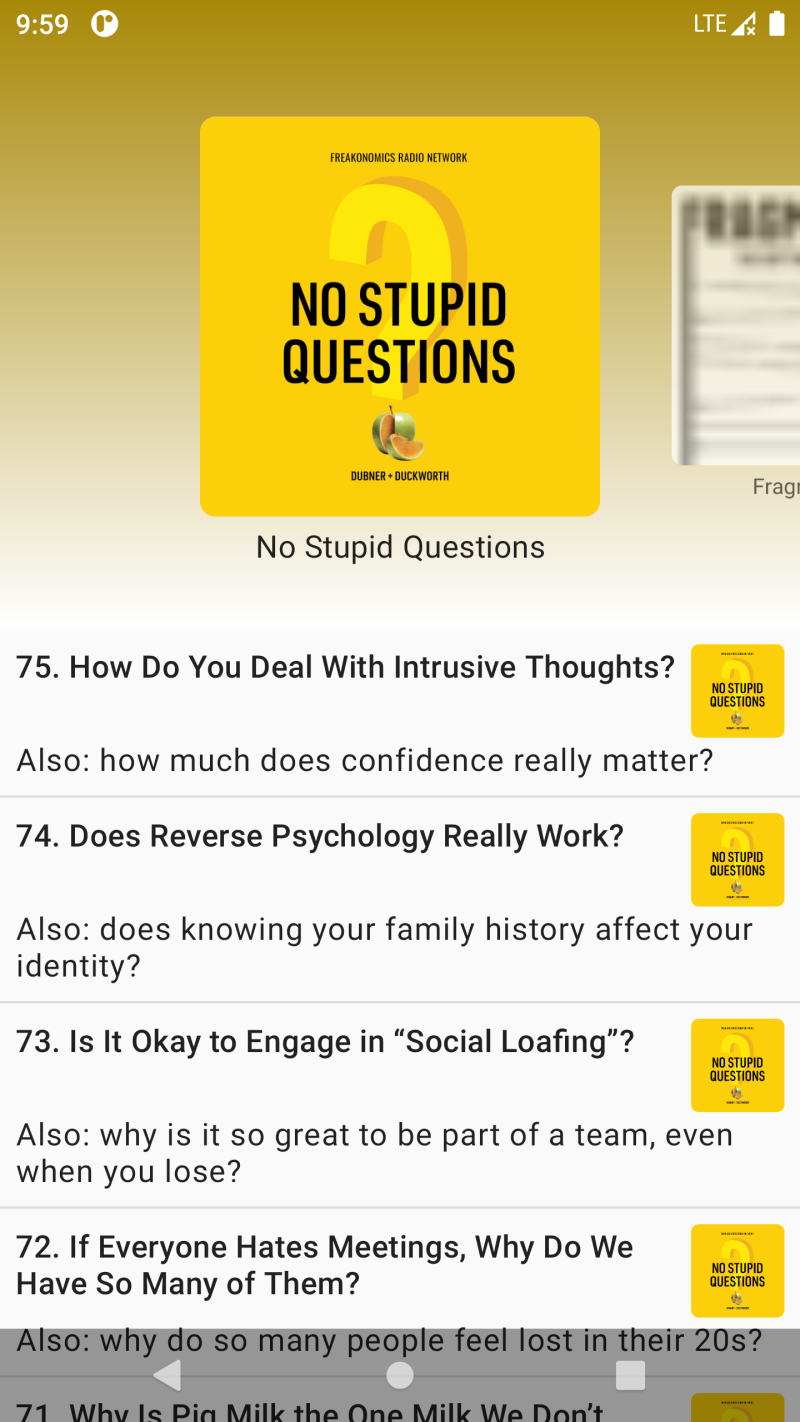 9:59
LTE
FREAKONOMICS RADIO NETWORK
NO STUPID
QUESTIONS
DUBNER + DUCKWORTH
No Stupid Questions
75. How Do You Deal With Intrusive Thoughts?
NO STUPID
QUESTIONS
Also: how much does confidence really matter?
74. Does Reverse Psychology Really Work?
NO STUPID
QUESTIONS
Also: does knowing your family history affect your
identity?
73. Is It Okay to Engage in “Social Loafing”?
NO STUPID
QUESTIONS
Also: why is it so great to be part of a team, even
when you lose?
72. If Everyone Hates Meetings, Why Do We
Have So Many of Them?
NO STUPID
QUESTIONS
Also: why do so many people feel lost in their 20s?
71. Why Is Pig Milk the One Milk We Don’t